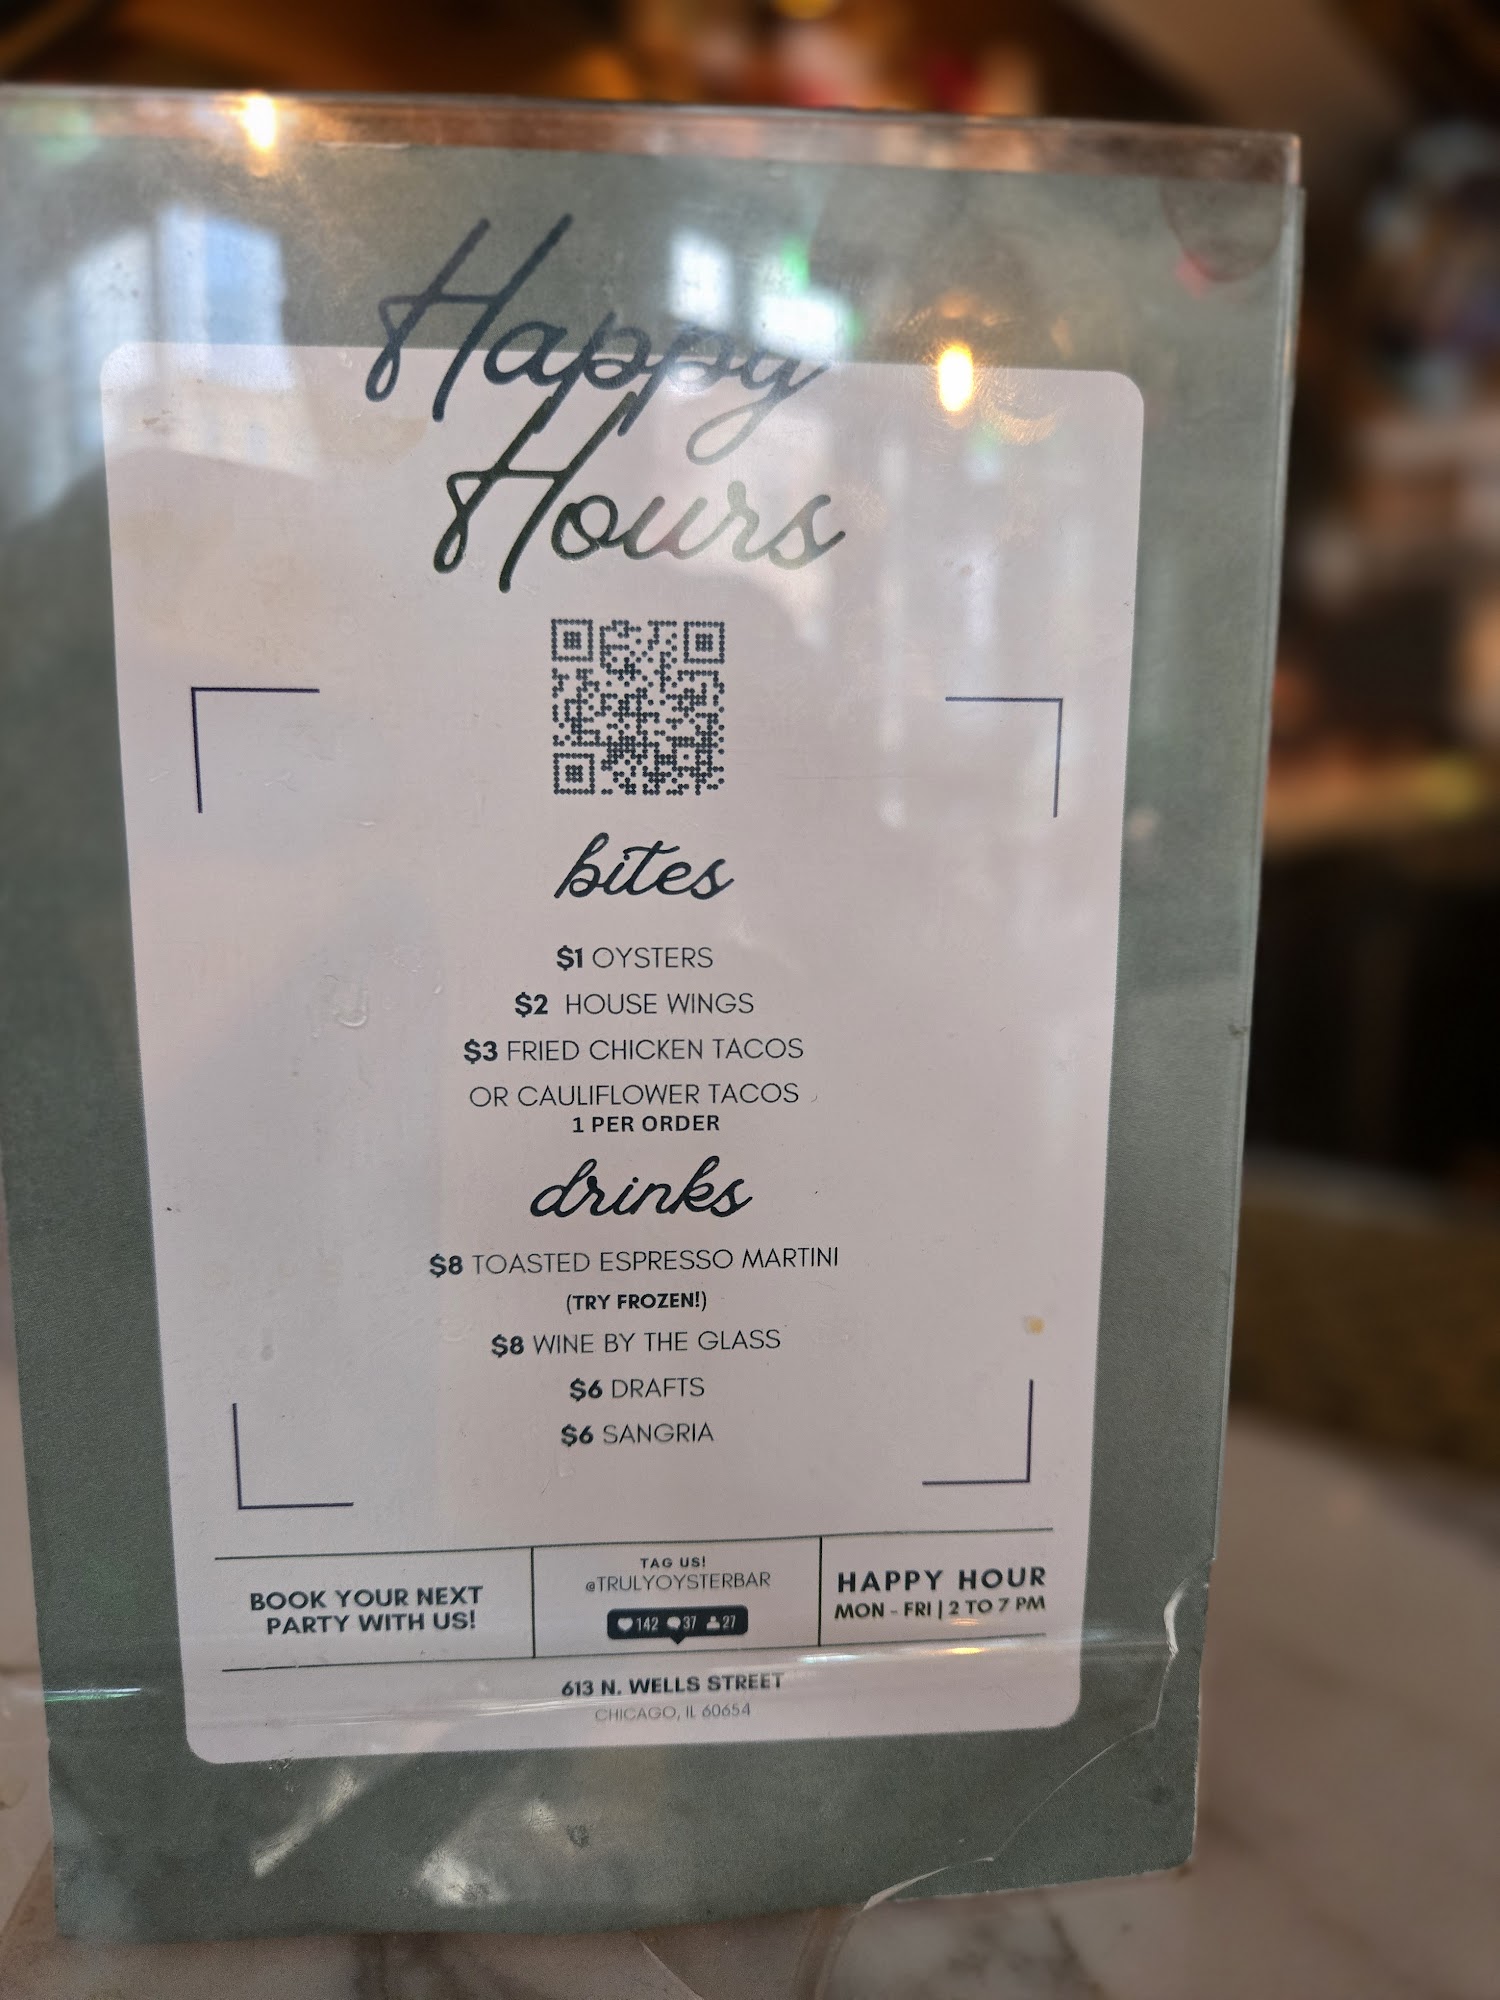 Happy
Hours
bites
$1 OYSTERS
$2 HOUSE WINGS
$3 FRIED CHICKEN TACOS
OR CAULIFLOWER TACOS
1 PER ORDER
drinks
$8 TOASTED ESPRESSO MARTINI
(TRY FROZEN!)
$8 WINE BY THE GLASS
$6 DRAFTS
$6 SANGRIA
BOOK YOUR NEXT
PARTY WITH US!
TAG US!
@TRULYOYSTERBAR
142 37 27
HAPPY HOUR
MON - FRI | 2 TO 7 PM
613 N. WELLS STREET
CHICAGO, IL 60654